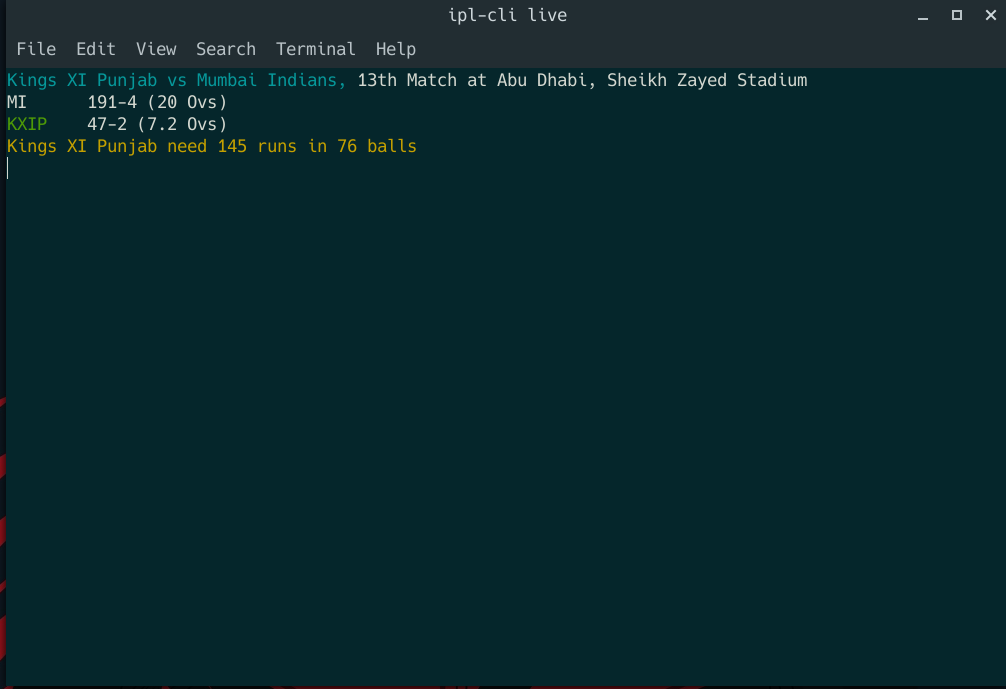 ipl-cli live
File Edit View Search Terminal Help
Kings XI Punjab vs Mumbai Indians, 13th Match at Abu Dhabi, Sheikh Zayed Stadium
MI 191-4 (20 Ovs)
KXIP 47-2 (7.2 Ovs)
Kings XI Punjab need 145 runs in 76 balls